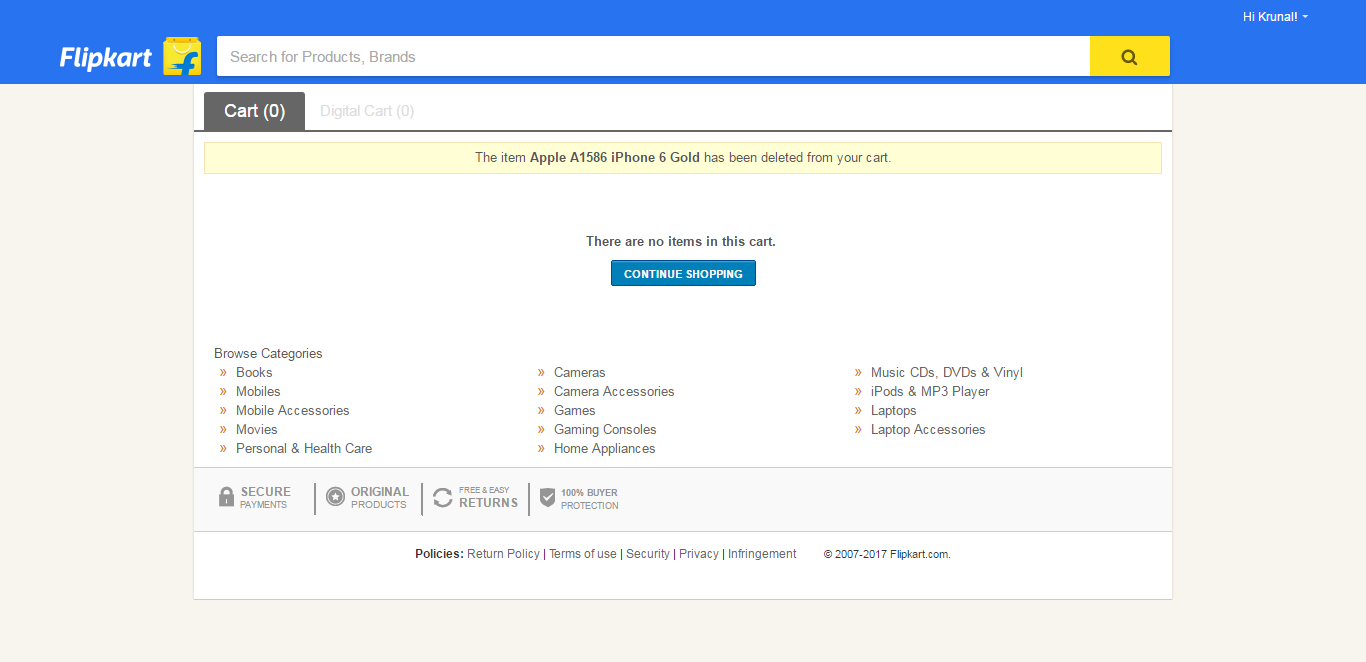 Hi Krunal!
Flipkart
Search for Products, Brands
Cart (0)
Digital Cart (0)
The item Apple A1586 iPhone 6 Gold has been deleted from your cart.
There are no items in this cart.
CONTINUE SHOPPING
Browse Categories
» Books
» Mobiles
» Mobile Accessories
» Movies
» Personal & Health Care
» Cameras
» Camera Accessories
» Games
» Gaming Consoles
» Home Appliances
» Music CDs, DVDs & Vinyl
» iPods & MP3 Player
» Laptops
» Laptop Accessories
SECURE
PAYMENTS
ORIGINAL
PRODUCTS
FREE & EASY
RETURNS
100% BUYER
PROTECTION
Policies: Return Policy | Terms of use | Security | Privacy | Infringement © 2007-2017 Flipkart.com.